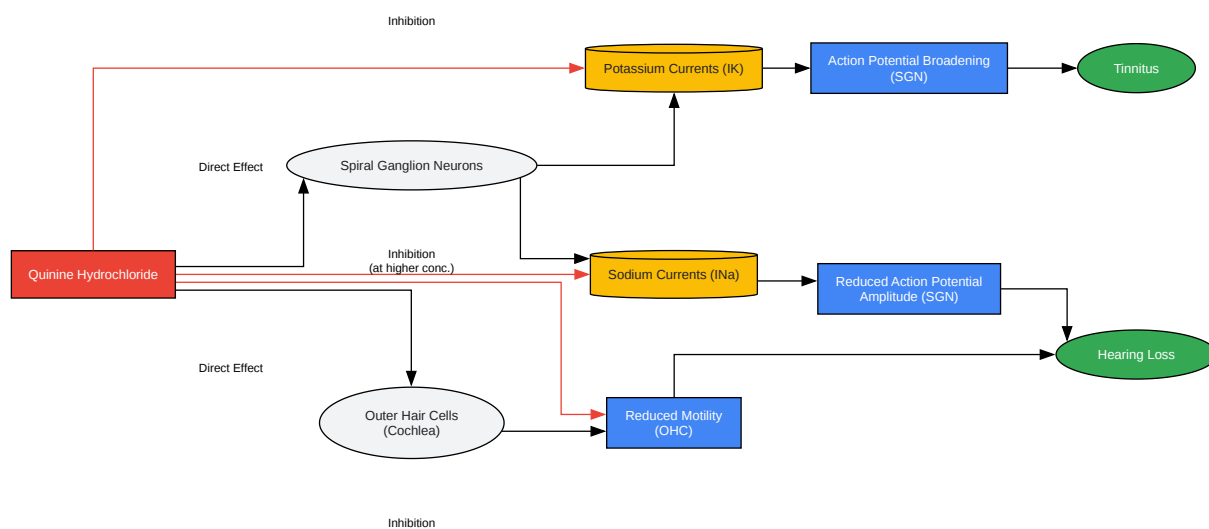 Inhibition
Potassium Currents (IK)
Action Potential Broadening
(SGN)
Tinnitus
Direct Effect
Spiral Ganglion Neurons
Quinine Hydrochloride
Inhibition
(at higher conc.)
Sodium Currents (INa)
Reduced Action Potential
Amplitude (SGN)
Hearing Loss
Direct Effect
Outer Hair Cells
(Cochlea)
Reduced Motility
(OHC)
Inhibition